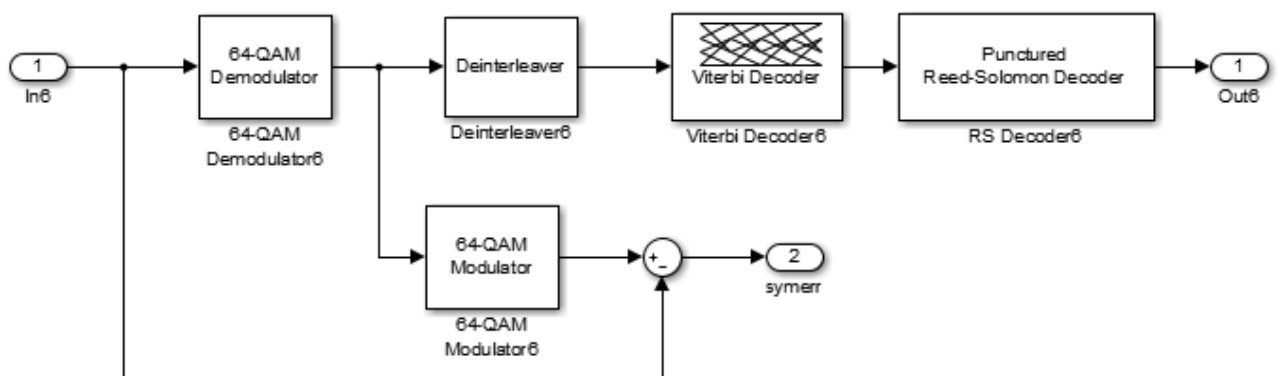 1
In6
64-QAM
Demodulator
64-QAM
Demodulator6
Deinterleaver
Deinterleaver6
Viterbi Decoder
Viterbi Decoder6
Punctured
Reed-Solomon Decoder
RS Decoder6
1
Out6
64-QAM
Modulator
64-QAM
Modulator6
+
−
2
symerr